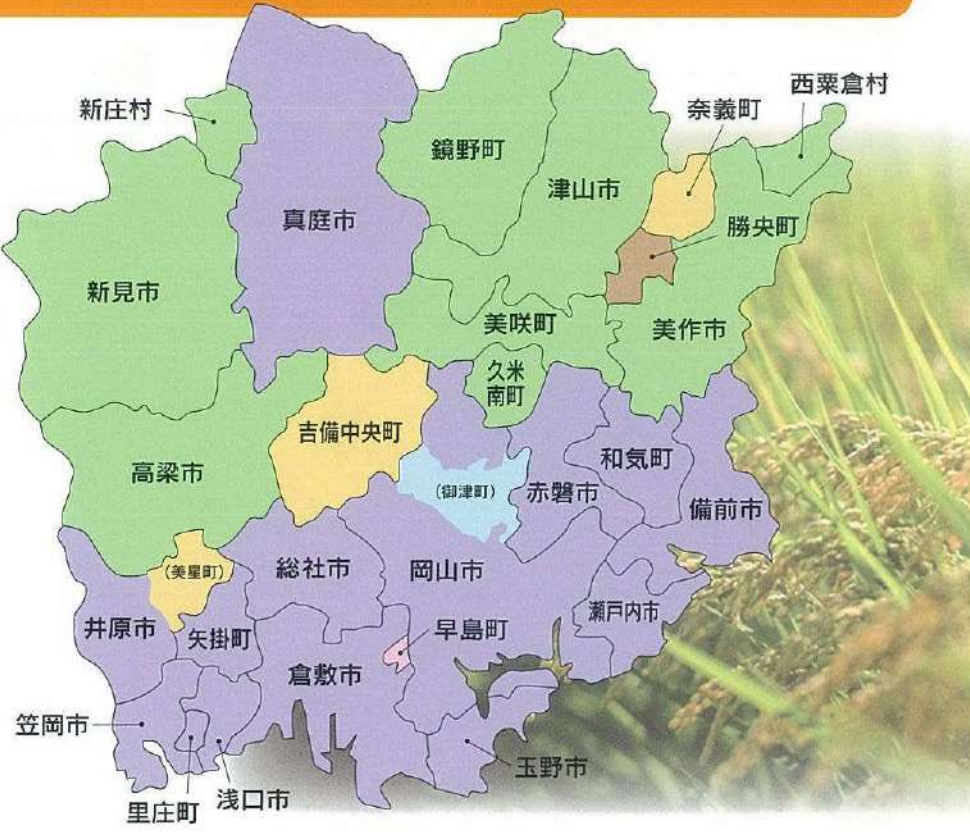 新庄村
西粟倉村
奈義町
鏡野町
津山市
真庭市
勝央町
新見市
美咲町
美作市
久米
南町
吉備中央町
和気町
高梁市
(御津町)
赤磐市
備前市
(美星町)
総社市
岡山市
瀬戸内市
井原市
矢掛町
早島町
倉敷市
笠岡市
玉野市
浅口市
里庄町